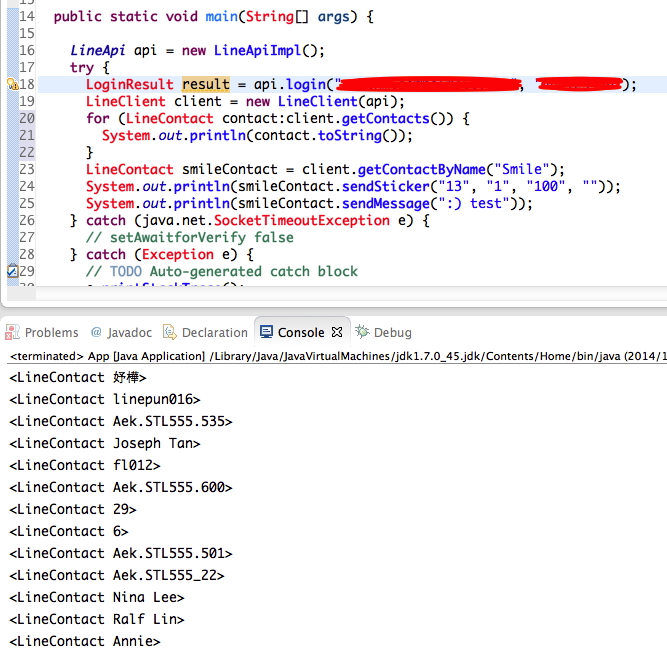 14 public static void main(String[] args) {
15
16 LineApi api = new LineApiImpl();
17 try {
18 LoginResult result = api.login("", );
19 LineClient client = new LineClient(api);
20 for (LineContact contact:client.getContacts()) {
21 System.out.println(contact.toString());
22 }
23 LineContact smileContact = client.getContactByName("Smile");
24 System.out.println(smileContact.sendSticker("13", "1", "100", ""));
25 System.out.println(smileContact.sendMessage(":) test"));
26 } catch (java.net.SocketTimeoutException e) {
27 // setAwaitforVerify false
28 } catch (Exception e) {
29 // TODO Auto-generated catch block
Problems @ Javadoc Declaration Console Debug
<terminated> App [Java Application] /Library/Java/JavaVirtualMachines/jdk1.7.0_45.jdk/Contents/Home/bin/java (2014/1
<LineContact 妤樺>
<LineContact linepun016>
<LineContact Aek.STL555.535>
<LineContact Joseph Tan>
<LineContact fl012>
<LineContact Aek.STL555.600>
<LineContact 29>
<LineContact 6>
<LineContact Aek.STL555.501>
<LineContact Aek.STL555_22>
<LineContact Nina Lee>
<LineContact Ralf Lin>
<LineContact Annie>